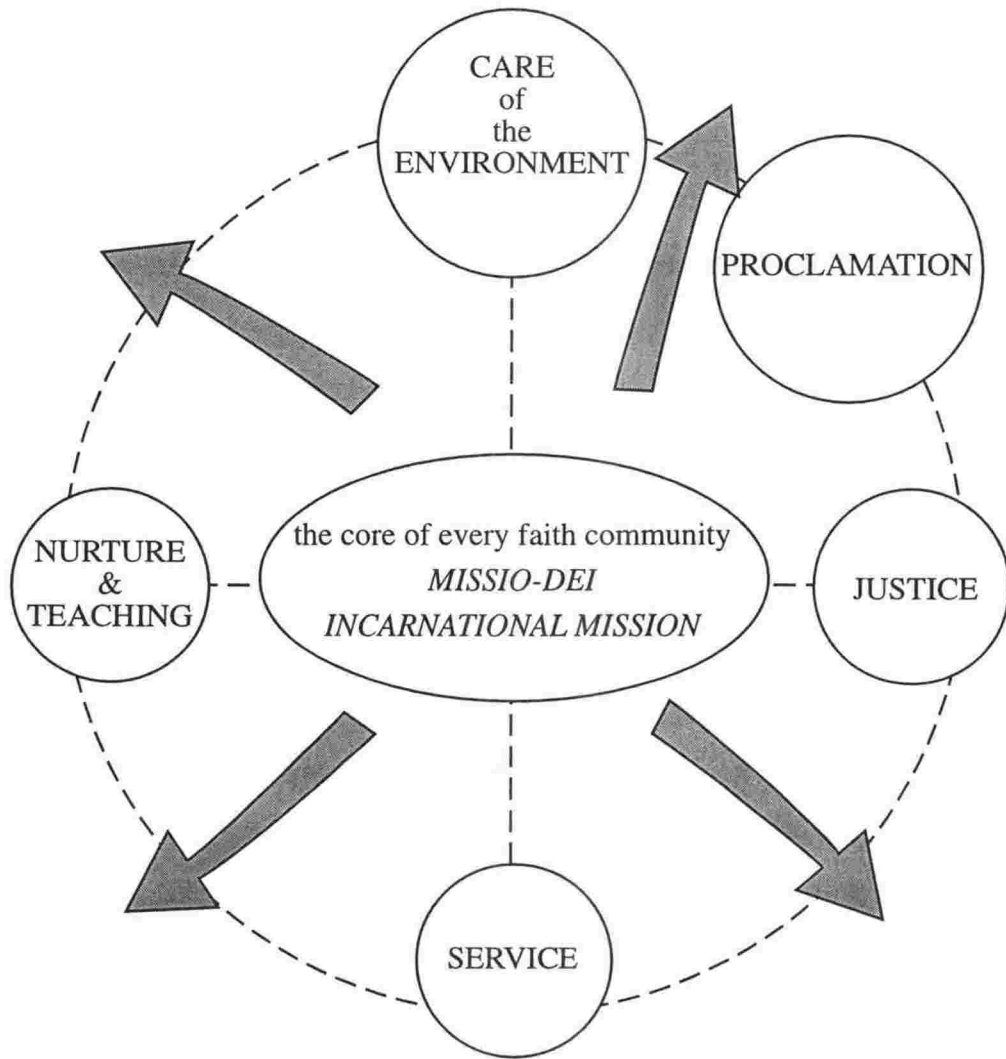 CARE
of
the
ENVIRONMENT
PROCLAMATION
NURTURE
&
TEACHING
the core of every faith community
MISSIO-DEI
INCARNATIONAL MISSION
JUSTICE
SERVICE